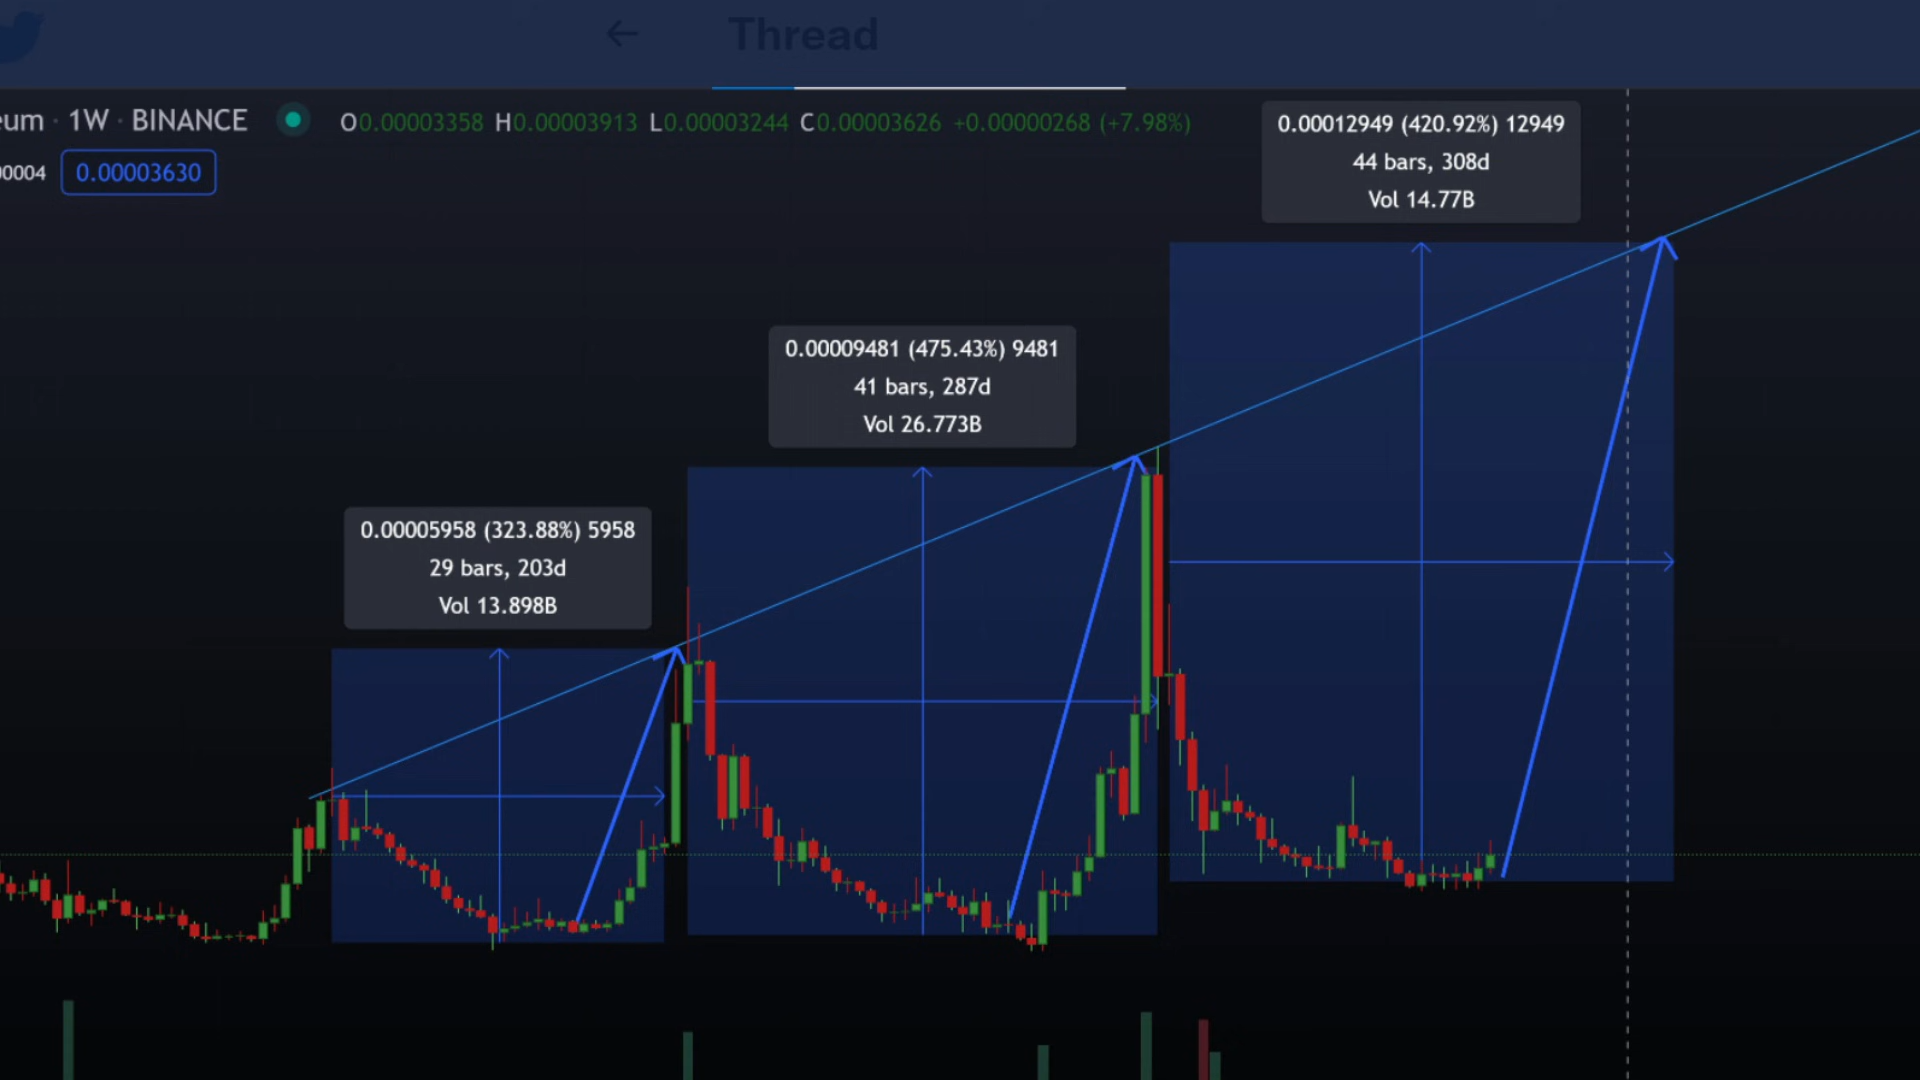 Thread
eum · 1W · BINANCE O0.00003358 H0.00003913 L0.00003244 C0.00003626 +0.00000268 (+7.98%)
00004 0.00003630
0.00012949 (420.92%) 12949
44 bars, 308d
Vol 14.77B
0.00009481 (475.43%) 9481
41 bars, 287d
Vol 26.773B
0.00005958 (323.88%) 5958
29 bars, 203d
Vol 13.898B